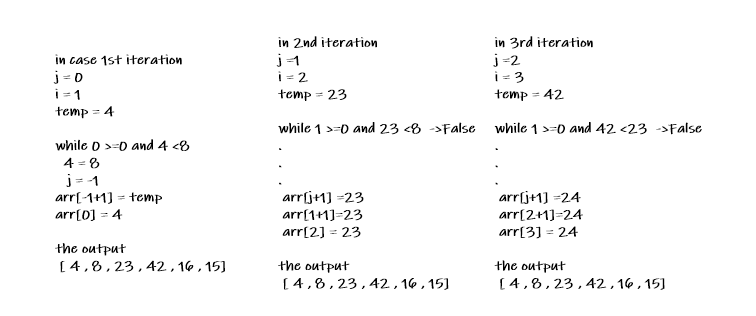 in case 1st iteration
j = 0
i = 1
temp = 4
while 0 >=0 and 4 <8
4 = 8
j = -1
arr[-1+1] = temp
arr[0] = 4
the output
[ 4 , 8 , 23 , 42 , 16 , 15]
in 2nd iteration
j =1
i = 2
temp = 23
while 1 >=0 and 23 <8 ->False
.
.
.
arr[j+1] =23
arr[1+1]=23
arr[2] = 23
the output
[ 4 , 8 , 23 , 42 , 16 , 15]
in 3rd iteration
j =2
i = 3
temp = 42
while 1 >=0 and 42 <23 ->False
.
.
.
arr[j+1] =24
arr[2+1]=24
arr[3] = 24
the output
[ 4 , 8 , 23 , 42 , 16 , 15]